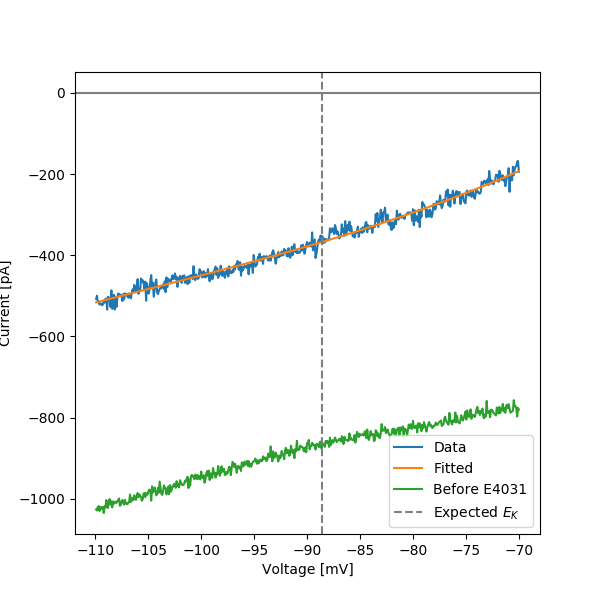 0
−200
−400
−600
−800
−1000
Current [pA]
Data
Fitted
Before E4031
Expected E_K
−110 −105 −100 −95 −90 −85 −80 −75 −70
Voltage [mV]